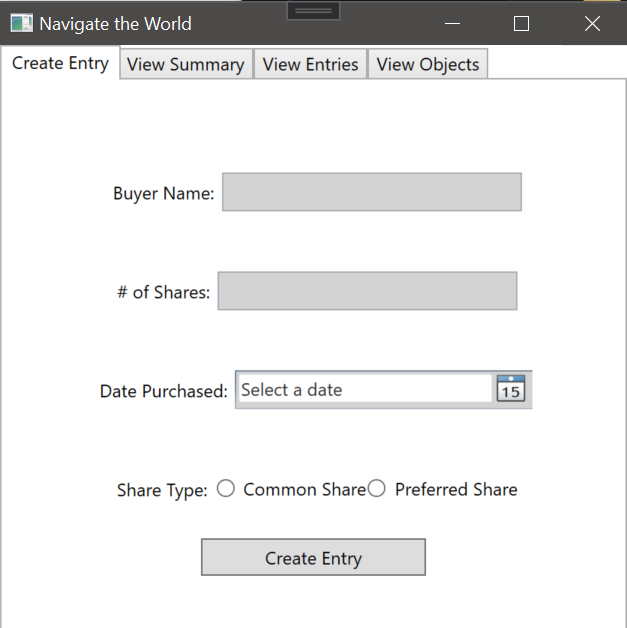 Navigate the World
Create Entry View Summary View Entries View Objects
Buyer Name:
# of Shares:
Date Purchased: Select a date 15
Share Type: Common Share Preferred Share
Create Entry